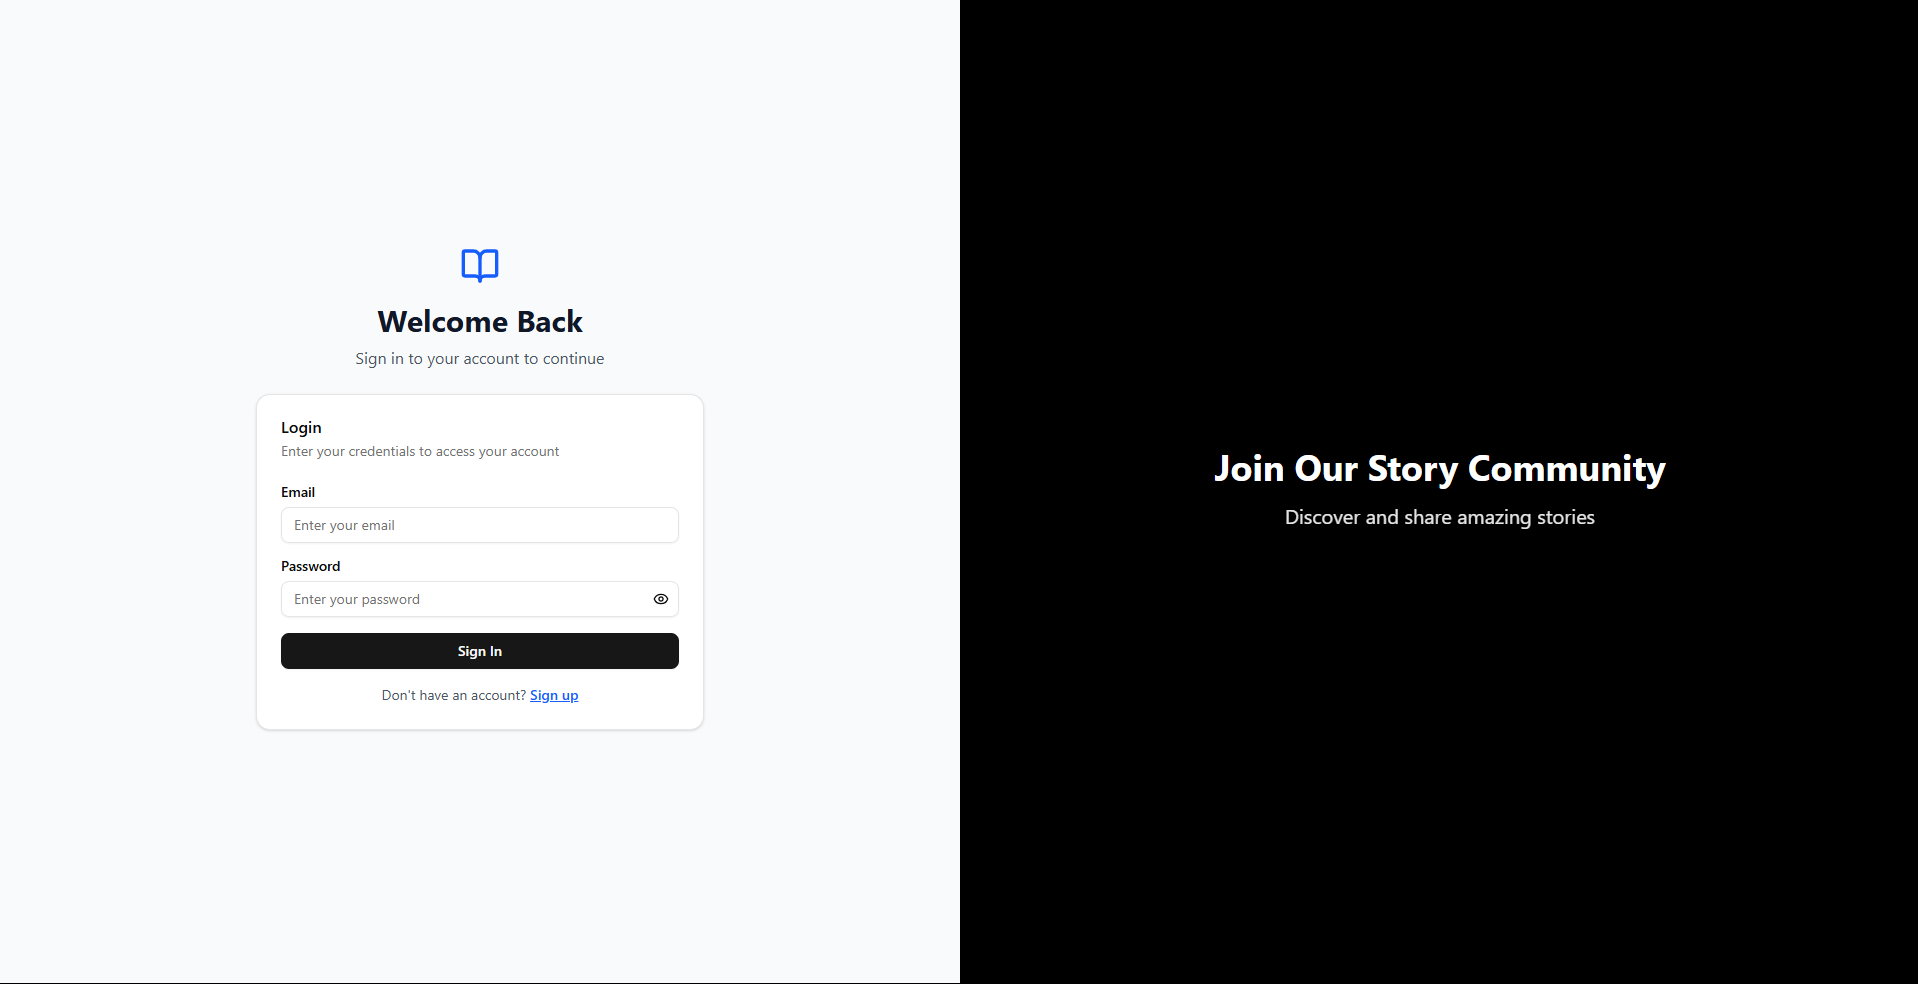 Welcome Back
Sign in to your account to continue
Login
Enter your credentials to access your account
Email
Enter your email
Password
Enter your password
Sign In
Don't have an account? Sign up
Join Our Story Community
Discover and share amazing stories